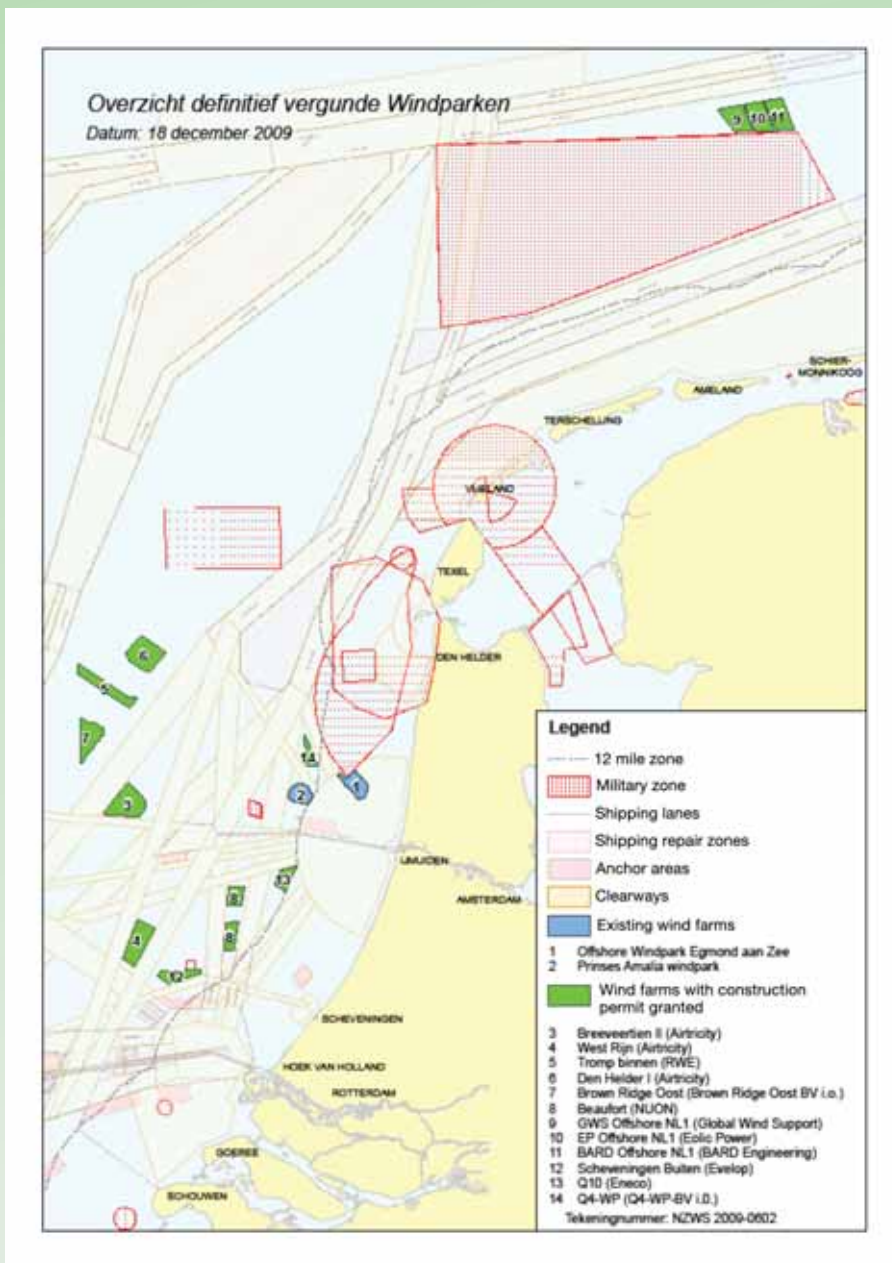 Overzicht definitief vergunde Windparken
Datum: 18 december 2009
9 10 11
SCHIER-
MONNIKOOG
AMELAND
TERSCHELLING
VLIELAND
TEXEL
DEN HELDER
6
5
7
14
3
2
1
IJMUIDEN
13
AMSTERDAM
8
4
8
12
SCHEVENINGEN
HOEK VAN HOLLAND
ROTTERDAM
GOEREE
SCHOUWEN
Legend
12 mile zone
Military zone
Shipping lanes
Shipping repair zones
Anchor areas
Clearways
Existing wind farms
1 Offshore Windpark Egmond aan Zee
2 Prinses Amalia windpark
Wind farms with construction
permit granted
3 Breeveertien II (Airtricity)
4 West Rijn (Airtricity)
5 Tromp binnen (RWE)
6 Den Helder I (Airtricity)
7 Brown Ridge Oost (Brown Ridge Oost BV i.o.)
8 Beaufort (NUON)
9 GWS Offshore NL1 (Global Wind Support)
10 EP Offshore NL1 (Eolic Power)
11 BARD Offshore NL1 (BARD Engineering)
12 Scheveningen Buiten (Evelop)
13 Q10 (Eneco)
14 Q4-WP (Q4-WP-BV i.0.)
Tekeningnummer: NZWS 2009-0602